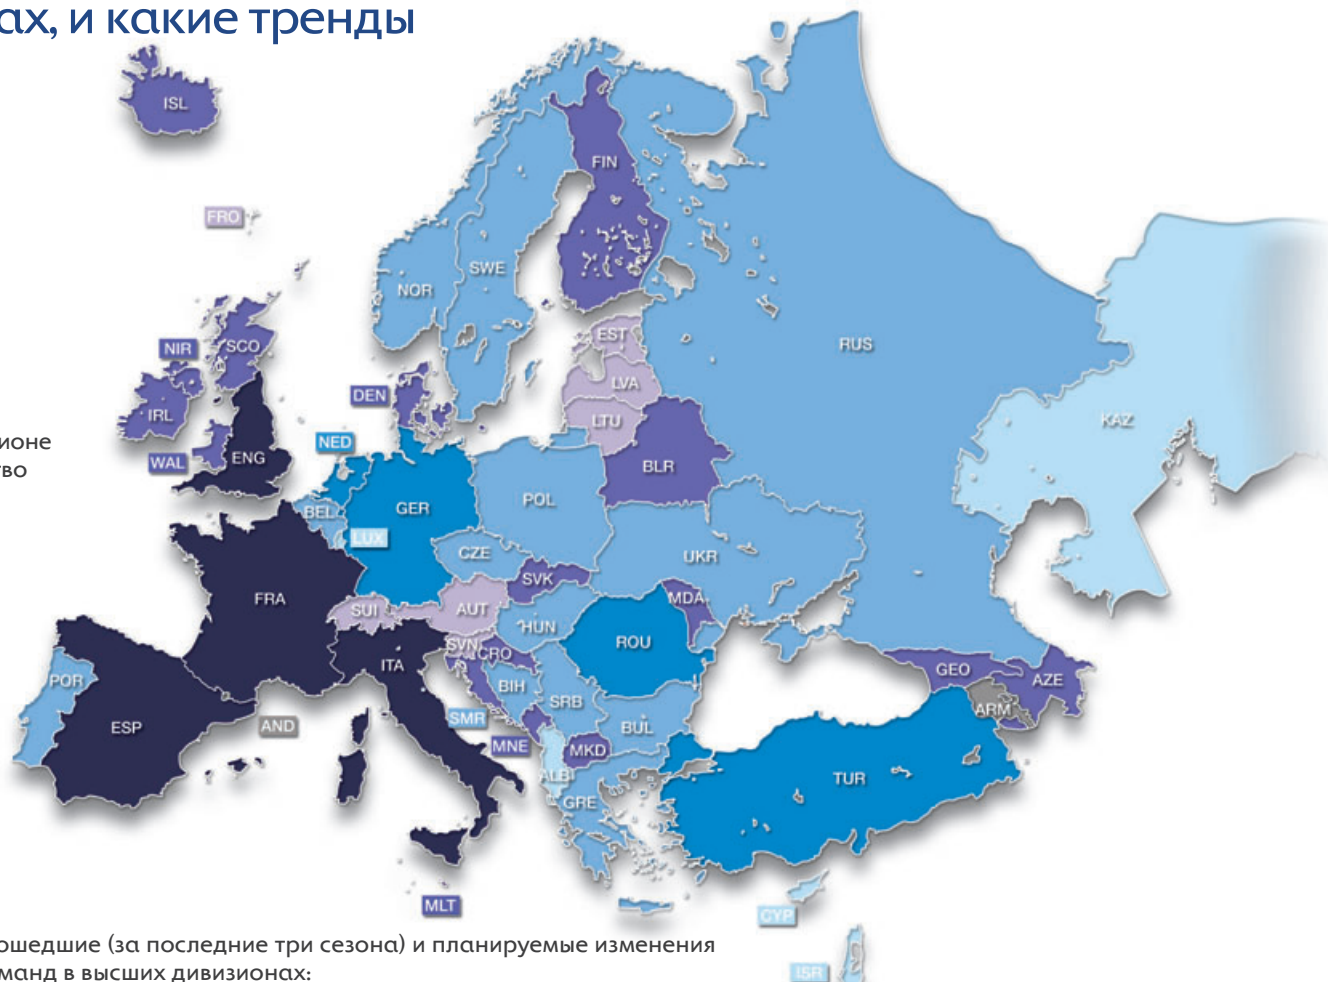 ах, и какие тренды
ISL
FIN
FRO
SWE
NOR
RUS
EST
NIR
SCO
LVA
DEN
IRL
LTU
KAZ
NED
ионе
ENG
WAL
BLR
тво
POL
GER
BEL
LUX
CZE
UKR
SVK
FRA
MDA
SUI
AUT
HUN
ROU
SVN
CRO
ITA
GEO
POR
AZE
BIH
SRB
ARM
SMR
ESP
AND
BUL
MNE
MKD
ALB
TUR
GRE
MLT
CYP
ошедшие (за последние три сезона) и планируемые изменения
манд в высших дивизионах:
ISR